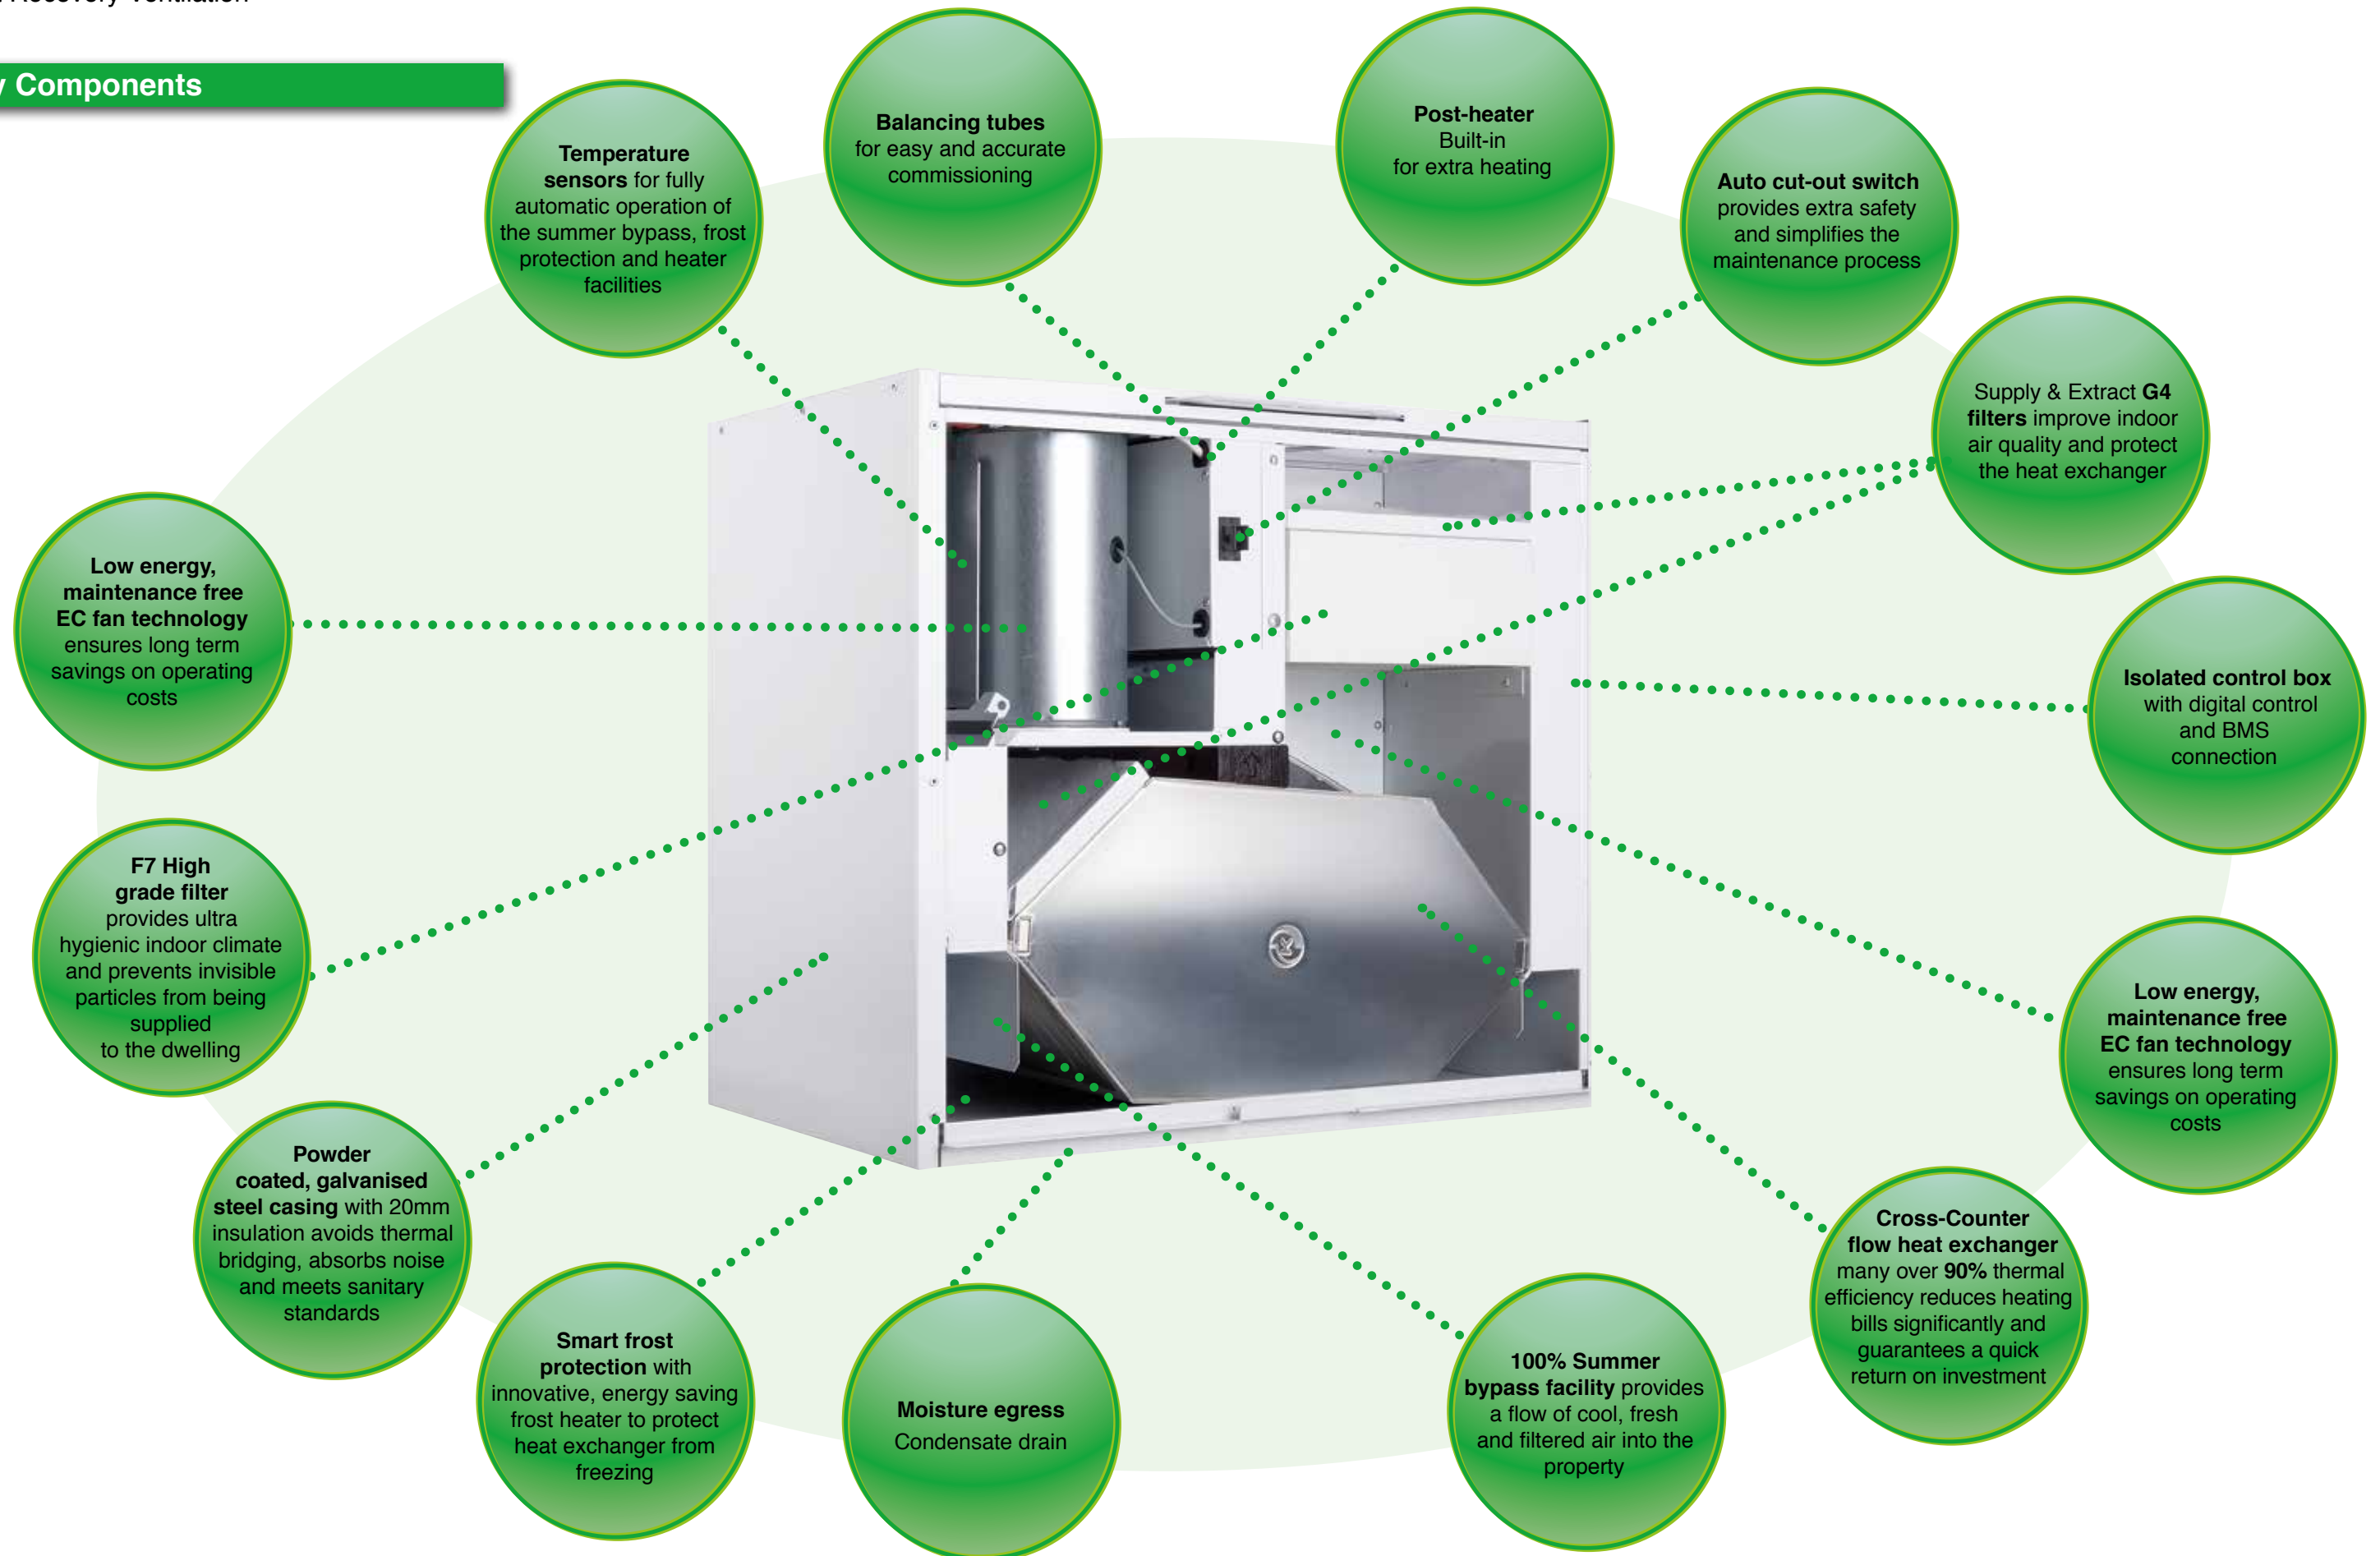 Recovery Ventilation
Components
Temperature
sensors for fully
automatic operation of
the summer bypass, frost
protection and heater
facilities
Balancing tubes
for easy and accurate
commissioning
Post-heater
Built-in
for extra heating
Auto cut-out switch
provides extra safety
and simplifies the
maintenance process
Supply & Extract G4
filters improve indoor
air quality and protect
the heat exchanger
Isolated control box
with digital control
and BMS
connection
Low energy,
maintenance free
EC fan technology
ensures long term
savings on operating
costs
Cross-Counter
flow heat exchanger
many over 90% thermal
efficiency reduces heating
bills significantly and
guarantees a quick
return on investment
100% Summer
bypass facility provides
a flow of cool, fresh
and filtered air into the
property
Moisture egress
Condensate drain
Smart frost
protection with
innovative, energy saving
frost heater to protect
heat exchanger from
freezing
Powder
coated, galvanised
steel casing with 20mm
insulation avoids thermal
bridging, absorbs noise
and meets sanitary
standards
F7 High
grade filter
provides ultra
hygienic indoor climate
and prevents invisible
particles from being
supplied
to the dwelling
Low energy,
maintenance free
EC fan technology
ensures long term
savings on operating
costs